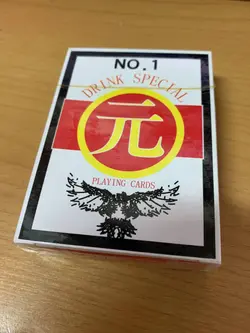 NO.1
DRINK SPECIAL
元
PLAYING CARDS